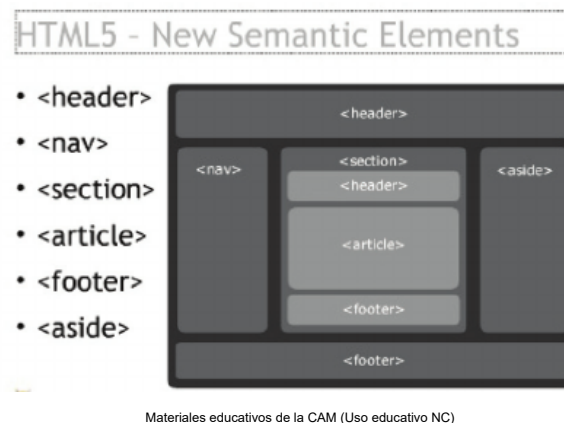 HTML5 - New Semantic Elements
• <header>
• <nav>
• <section>
• <article>
• <footer>
• <aside>
<header>
<nav>
<section>
<header>
<article>
<footer>
<aside>
<footer>
Materiales educativos de la CAM (Uso educativo NC)